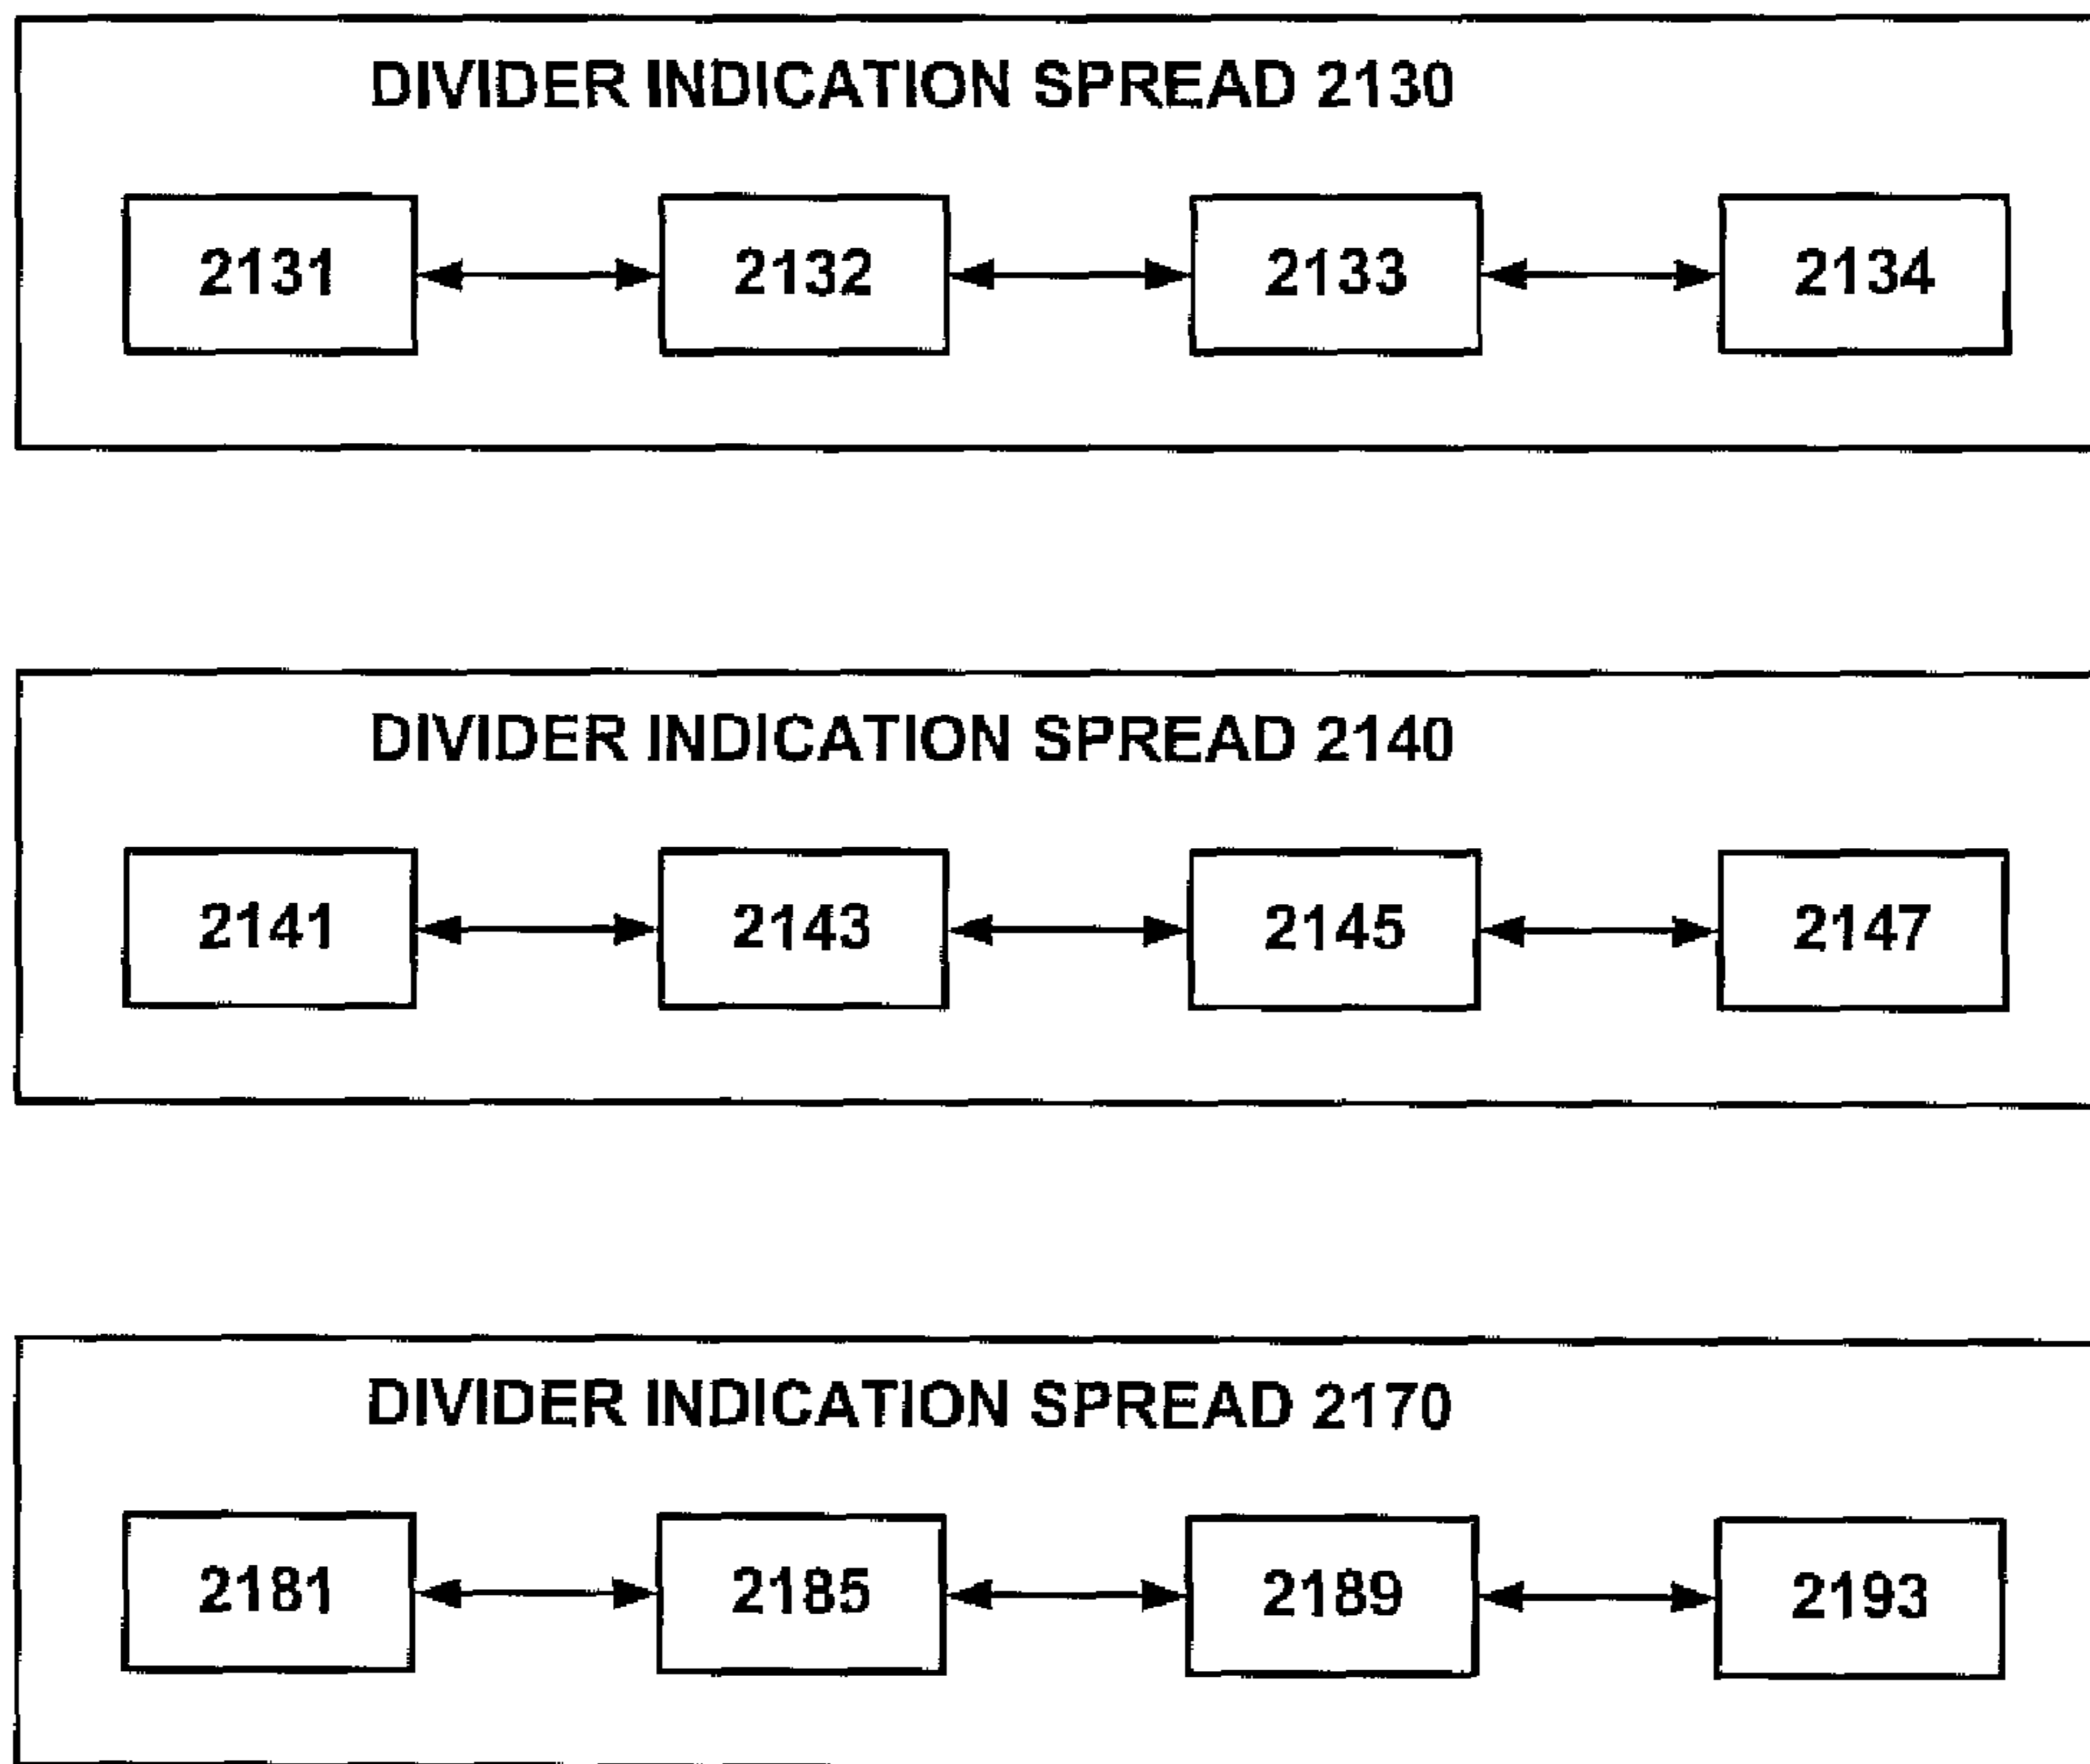 DIVIDER INDICATION SPREAD 2130
2131 2132 2133 2134
DIVIDER INDICATION SPREAD 2140
2141 2143 2145 2147
DIVIDER INDICATION SPREAD 2170
2181 2185 2189 2193